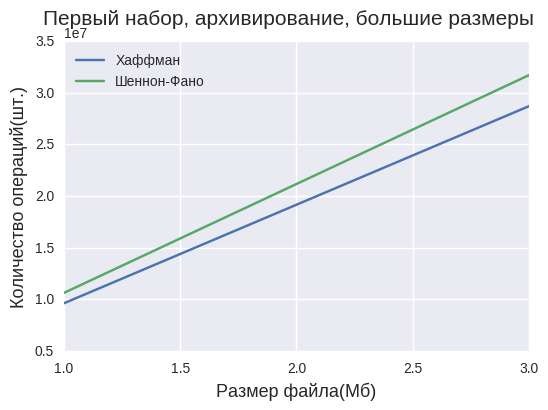 Первый набор, архивирование, большие размеры
1e7
3.5
3.0
2.5
2.0
1.5
1.0
0.5
Хаффман
Шеннон-Фано
Количество операций(шт.)
1.0
1.5
2.0
2.5
3.0
Размер файла(Мб)